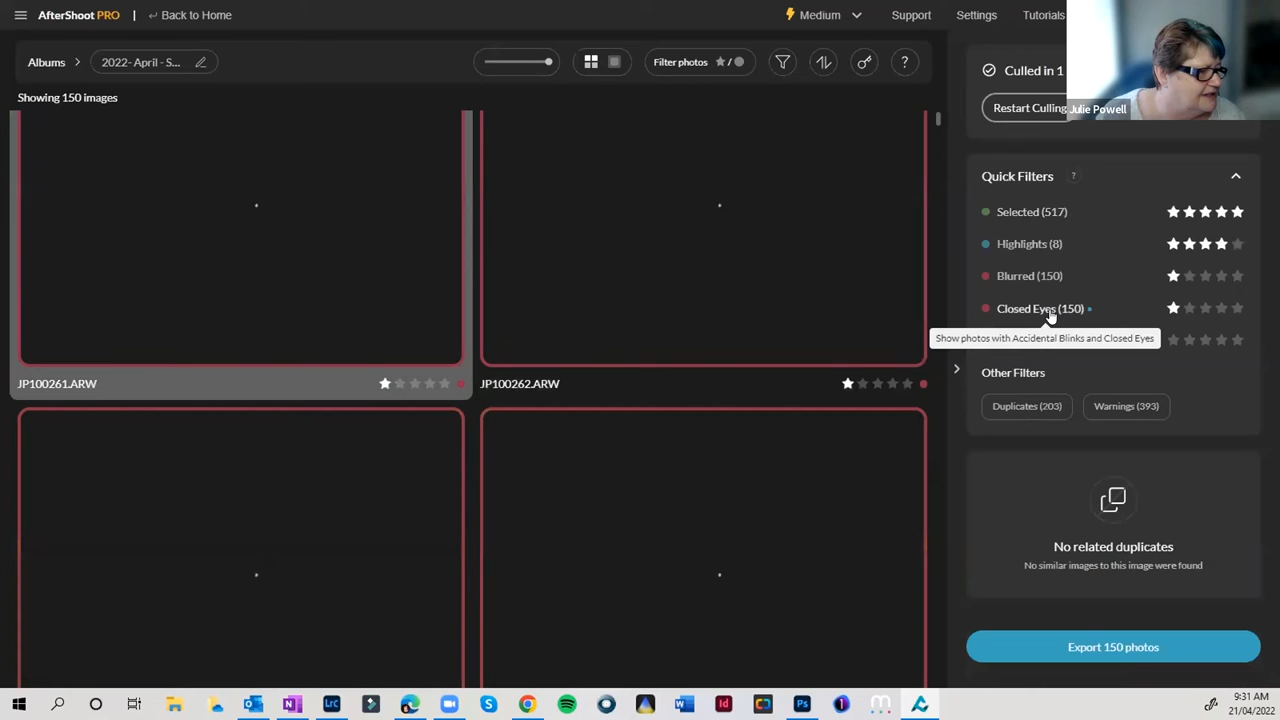 AfterShoot PRO | Back to Home Medium Support Settings Tutorials
Albums > 2022- April - S... Filter photos / ?
Showing 150 images
Culled in 1
Restart Culling
Julie Powell
Quick Filters ?
Selected (517)
Highlights (8)
Blurred (150)
Closed Eyes (150)
Show photos with Accidental Blinks and Closed Eyes
JP100261.ARW JP100262.ARW
Other Filters
Duplicates (203) Warnings (393)
No related duplicates
No similar images to this image were found
Export 150 photos
Lrc
W
Id
Ps
N
S
9:31 AM
21/04/2022